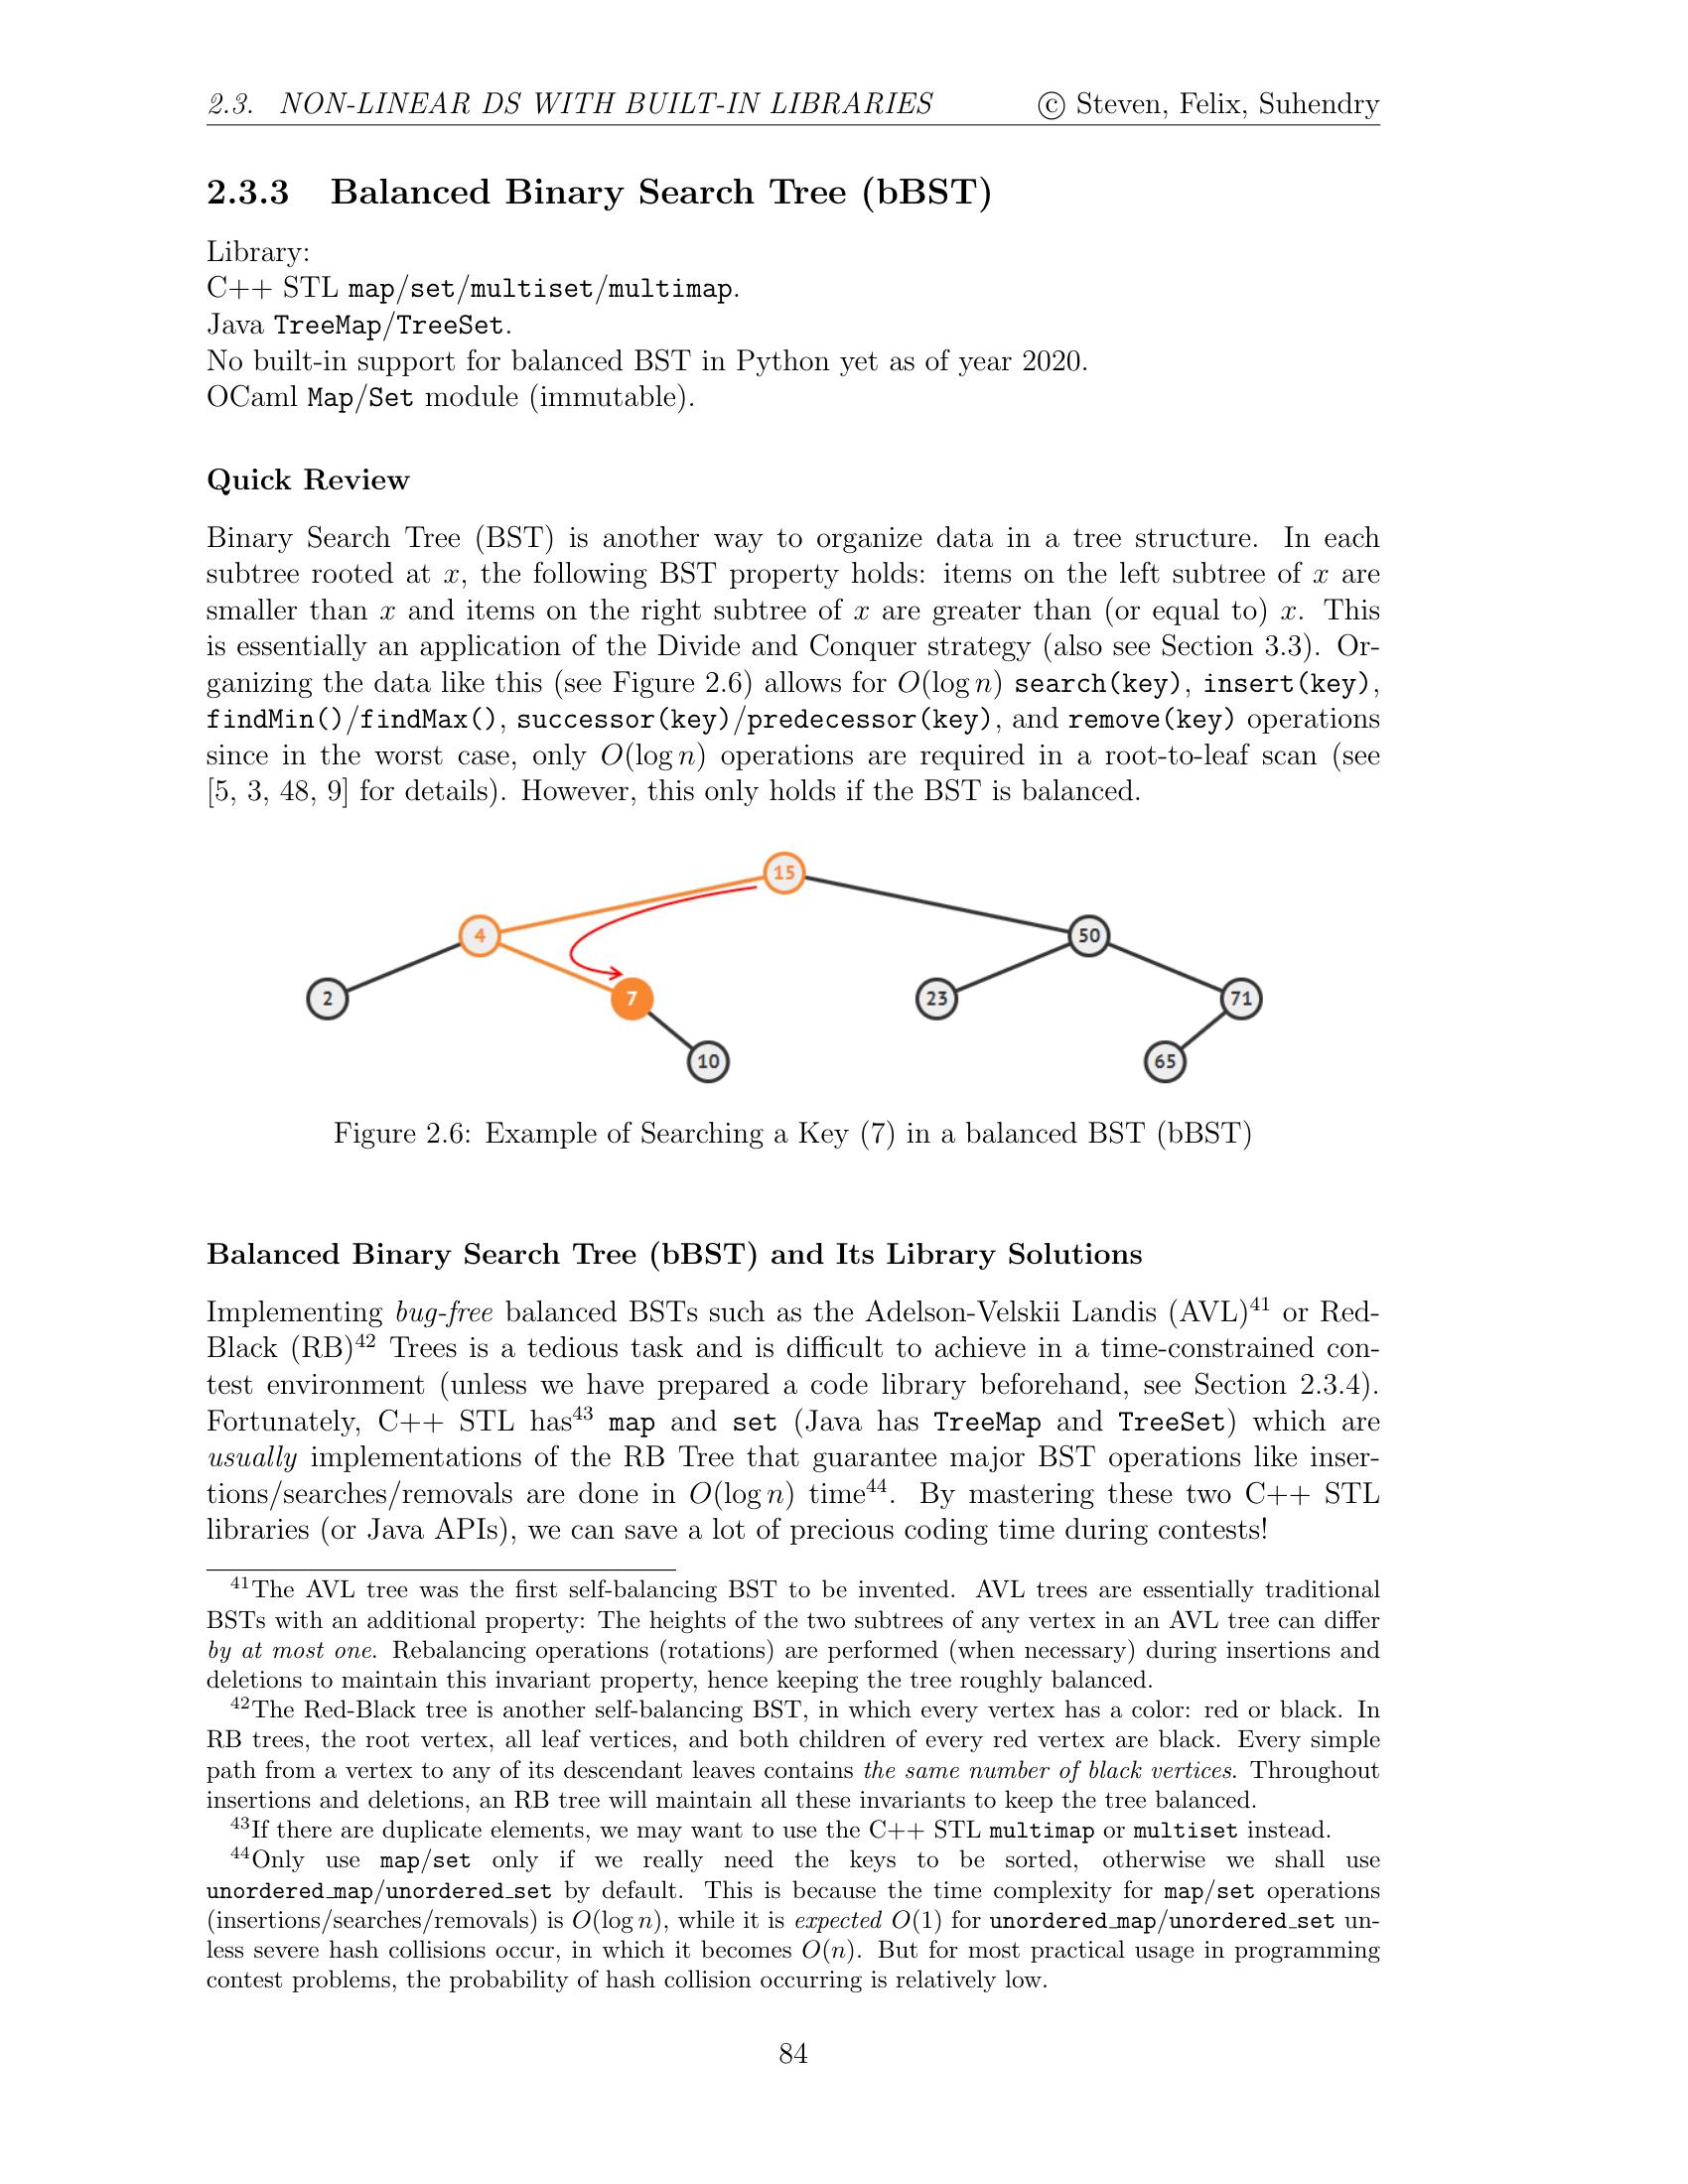 2.3. NON-LINEAR DS WITH BUILT-IN LIBRARIES © Steven, Felix, Suhendry
2.3.3 Balanced Binary Search Tree (bBST)
Library:
C++ STL map/set/multiset/multimap.
Java TreeMap/TreeSet.
No built-in support for balanced BST in Python yet as of year 2020.
OCaml Map/Set module (immutable).
Quick Review
Binary Search Tree (BST) is another way to organize data in a tree structure. In each
subtree rooted at x, the following BST property holds: items on the left subtree of x are
smaller than x and items on the right subtree of x are greater than (or equal to) x. This
is essentially an application of the Divide and Conquer strategy (also see Section 3.3). Or-
ganizing the data like this (see Figure 2.6) allows for O(log n) search(key), insert(key),
findMin()/findMax(), successor(key)/predecessor(key), and remove(key) operations
since in the worst case, only O(log n) operations are required in a root-to-leaf scan (see
[5, 3, 48, 9] for details). However, this only holds if the BST is balanced.
15
4 50
2 7 23 71
10 65
Figure 2.6: Example of Searching a Key (7) in a balanced BST (bBST)
Balanced Binary Search Tree (bBST) and Its Library Solutions
Implementing bug-free balanced BSTs such as the Adelson-Velskii Landis (AVL)41 or Red-
Black (RB)42 Trees is a tedious task and is difficult to achieve in a time-constrained con-
test environment (unless we have prepared a code library beforehand, see Section 2.3.4).
Fortunately, C++ STL has43 map and set (Java has TreeMap and TreeSet) which are
usually implementations of the RB Tree that guarantee major BST operations like inser-
tions/searches/removals are done in O(log n) time44. By mastering these two C++ STL
libraries (or Java APIs), we can save a lot of precious coding time during contests!
41The AVL tree was the first self-balancing BST to be invented. AVL trees are essentially traditional
BSTs with an additional property: The heights of the two subtrees of any vertex in an AVL tree can differ
by at most one. Rebalancing operations (rotations) are performed (when necessary) during insertions and
deletions to maintain this invariant property, hence keeping the tree roughly balanced.
42The Red-Black tree is another self-balancing BST, in which every vertex has a color: red or black. In
RB trees, the root vertex, all leaf vertices, and both children of every red vertex are black. Every simple
path from a vertex to any of its descendant leaves contains the same number of black vertices. Throughout
insertions and deletions, an RB tree will maintain all these invariants to keep the tree balanced.
43If there are duplicate elements, we may want to use the C++ STL multimap or multiset instead.
44Only use map/set only if we really need the keys to be sorted, otherwise we shall use
unordered_map/unordered_set by default. This is because the time complexity for map/set operations
(insertions/searches/removals) is O(log n), while it is expected O(1) for unordered_map/unordered_set un-
less severe hash collisions occur, in which it becomes O(n). But for most practical usage in programming
contest problems, the probability of hash collision occurring is relatively low.
84